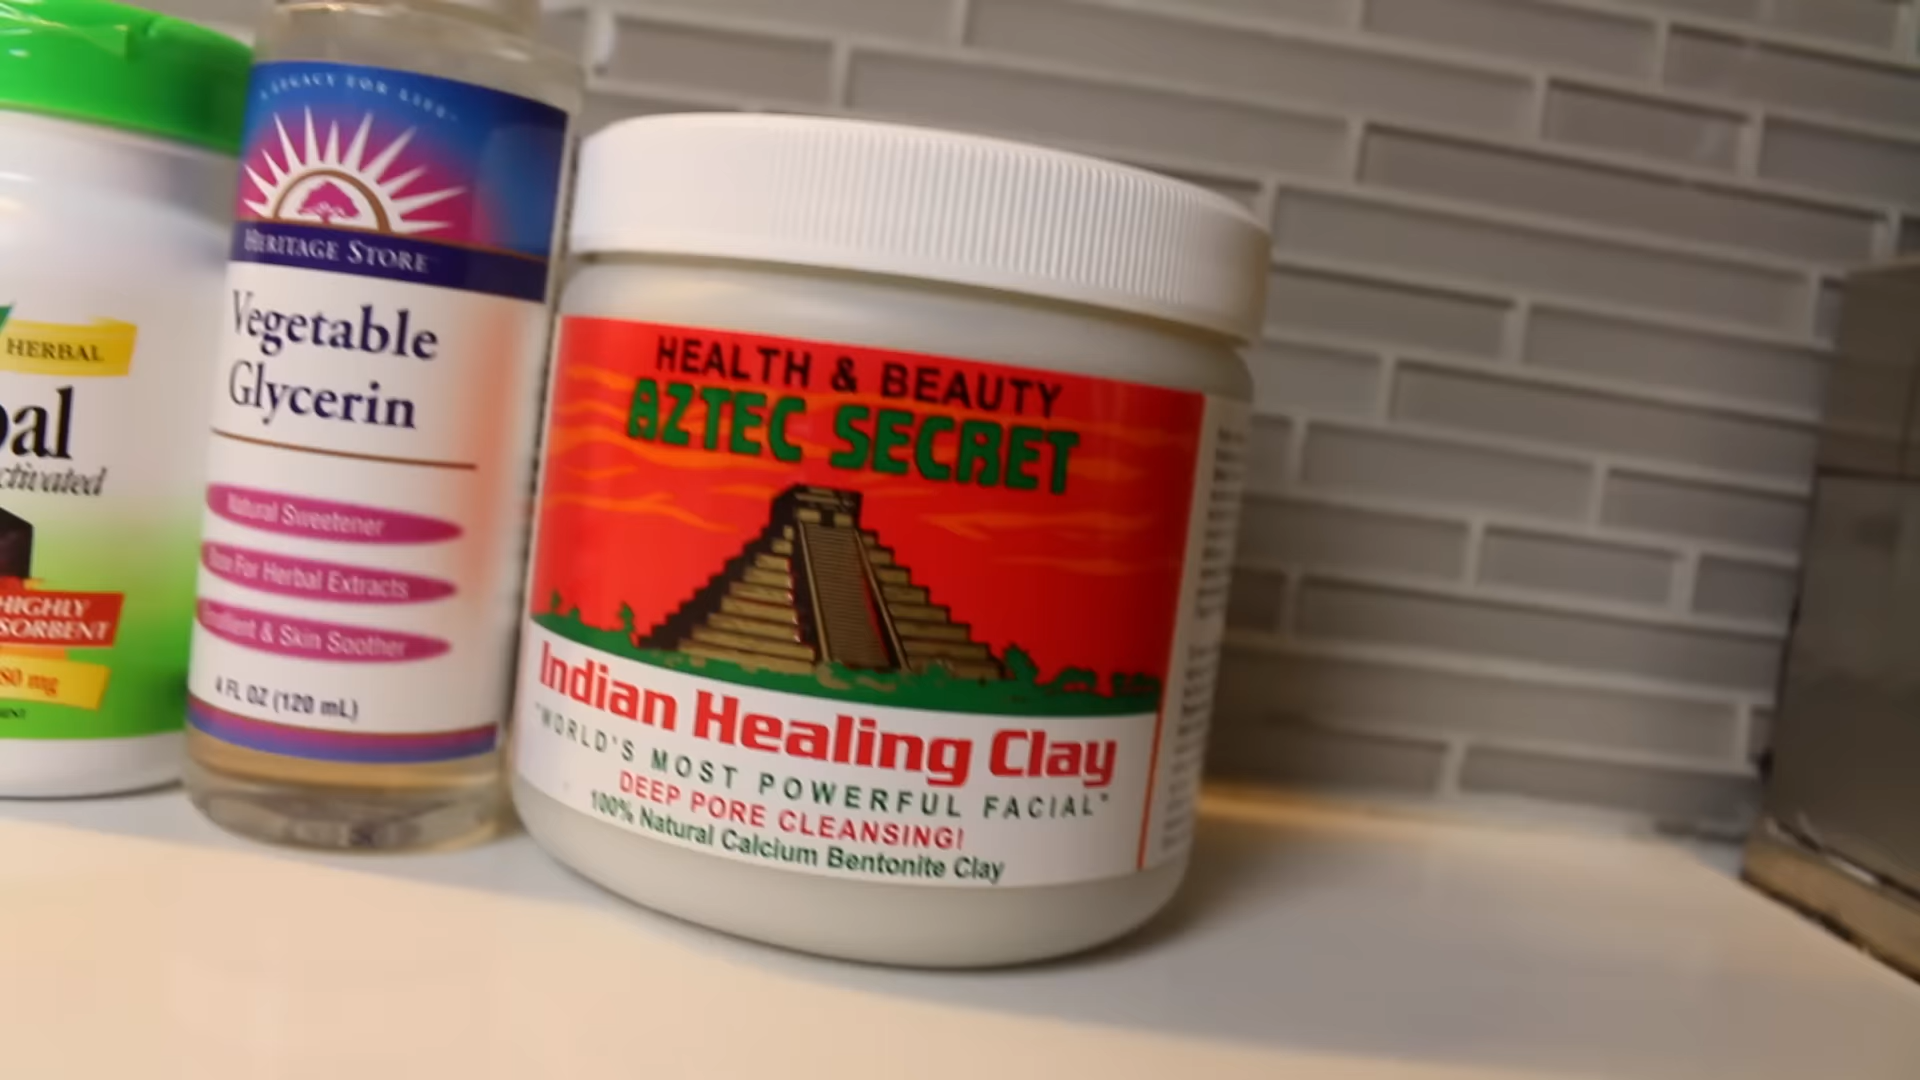 HERBAL
ctivated
HIGHLY
80 mg
A LEGACY FOR LIFE
HERITAGE STORE
Vegetable
Glycerin
Natural Sweetener
Base For Herbal Extracts
Emollient & Skin Soother
4 FL OZ (120 mL)
HEALTH & BEAUTY
AZTEC SECRET
Indian Healing Clay
"WORLD'S MOST POWERFUL FACIAL"
DEEP PORE CLEANSING!
100% Natural Calcium Bentonite Clay